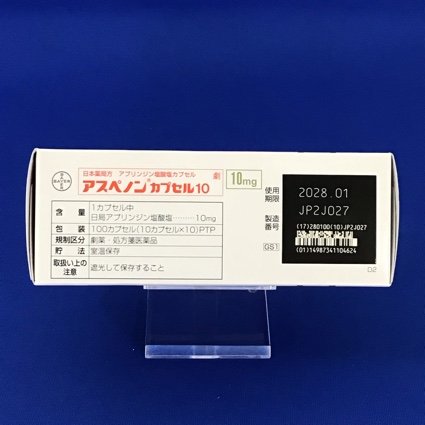 日本薬局方 アプリンジン塩酸塩カプセル 劇
アスペノン®カプセル10 10mg
BAYER
含量 1カプセル中
日局アプリンジン塩酸塩………10mg
包装 100カプセル(10カプセル×10)PTP
規制区分 劇薬・処方箋医薬品
貯法 室温保存
取扱い上の注意 遮光して保存すること
使用期限 2028.01
製造番号 JP2J027
(17)280100(10)JP2J027
GS1
(01)14987341104624
D2